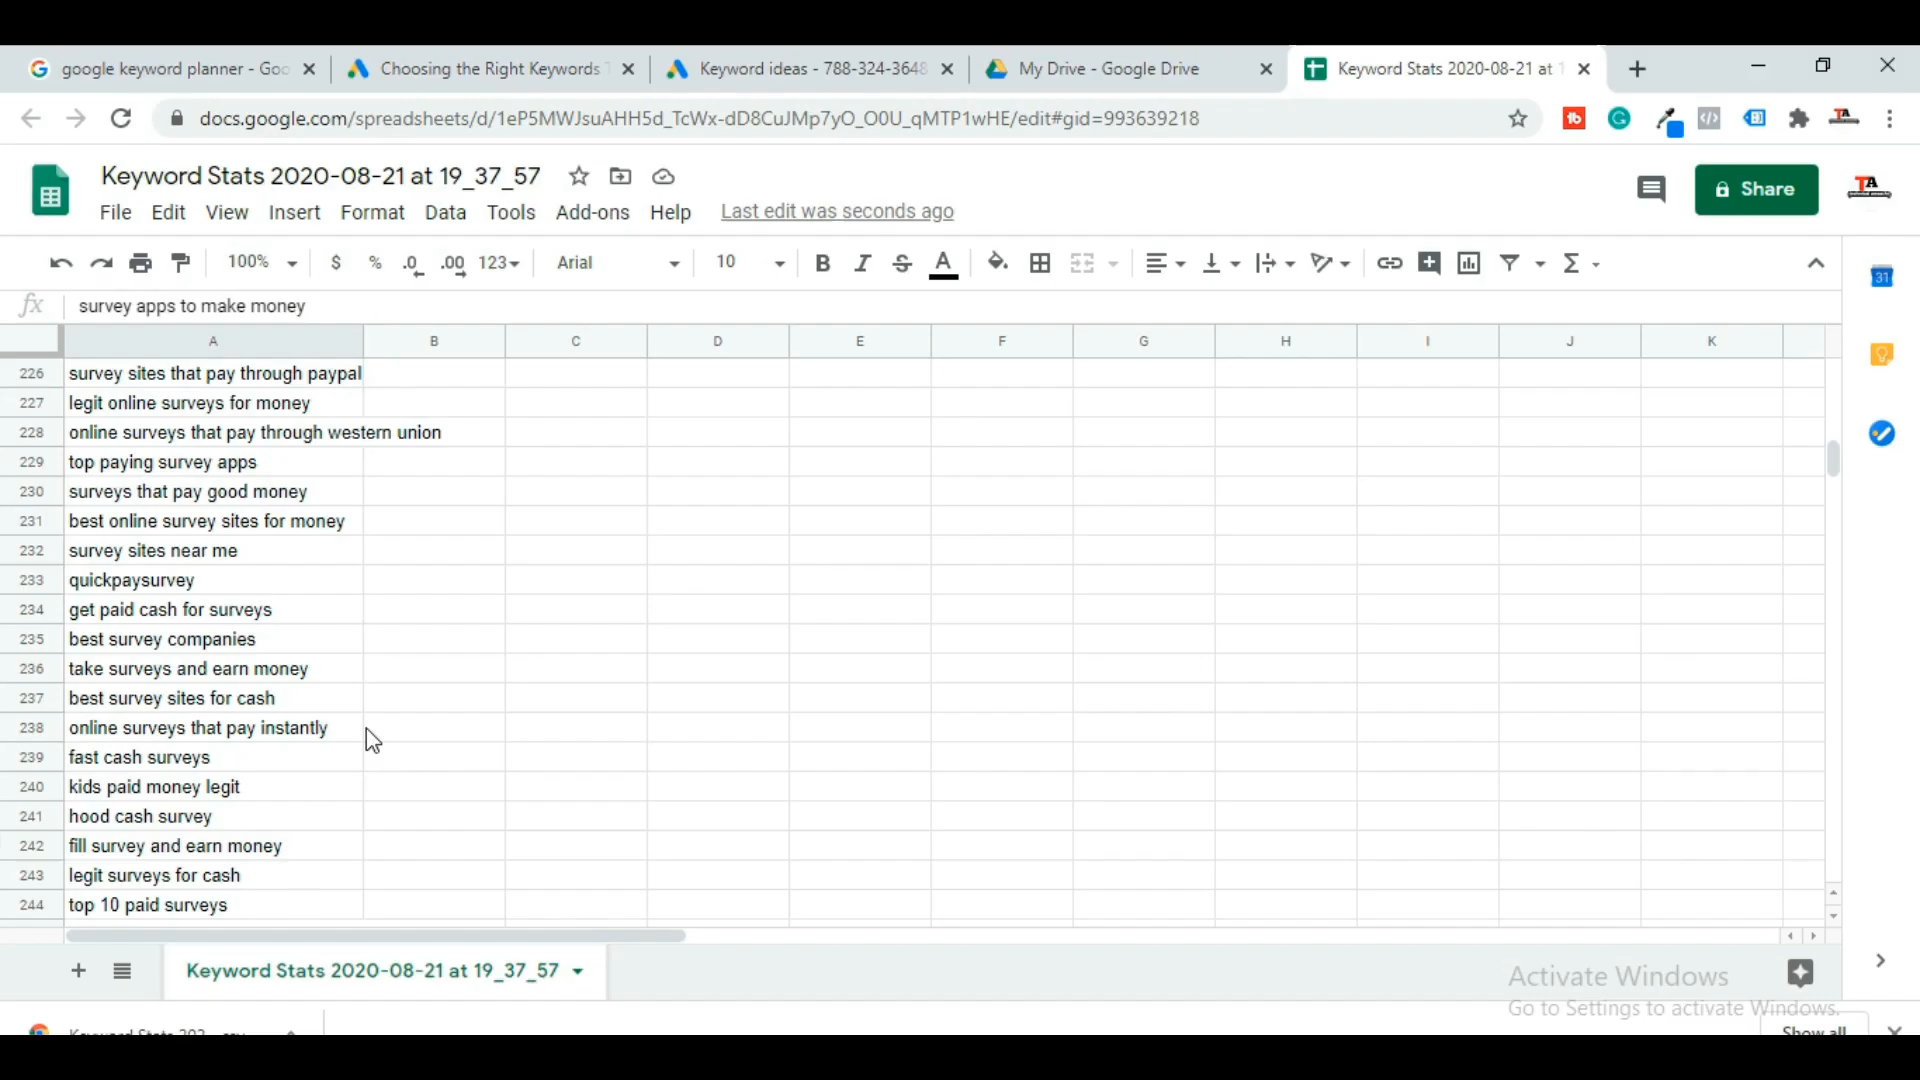 google keyword planner - Goo
Choosing the Right Keywords
Keyword ideas - 788-324-3648
My Drive - Google Drive
Keyword Stats 2020-08-21 at 1
docs.google.com/spreadsheets/d/1eP5MWJsuAHH5d_TcWx-dD8CuJMp7yO_O0U_qMTP1wHE/edit#gid=993639218
Keyword Stats 2020-08-21 at 19_37_57
Share
TA
File Edit View Insert Format Data Tools Add-ons Help Last edit was seconds ago
100% $ % .0 .00 123 Arial 10 B I S A
31
fx survey apps to make money
A B C D E F G H I J K
226 survey sites that pay through paypal
227 legit online surveys for money
228 online surveys that pay through western union
229 top paying survey apps
230 surveys that pay good money
231 best online survey sites for money
232 survey sites near me
233 quickpaysurvey
234 get paid cash for surveys
235 best survey companies
236 take surveys and earn money
237 best survey sites for cash
238 online surveys that pay instantly
239 fast cash surveys
240 kids paid money legit
241 hood cash survey
242 fill survey and earn money
243 legit surveys for cash
244 top 10 paid surveys
Keyword Stats 2020-08-21 at 19_37_57
Activate Windows
Go to Settings to activate Windows.
Show all